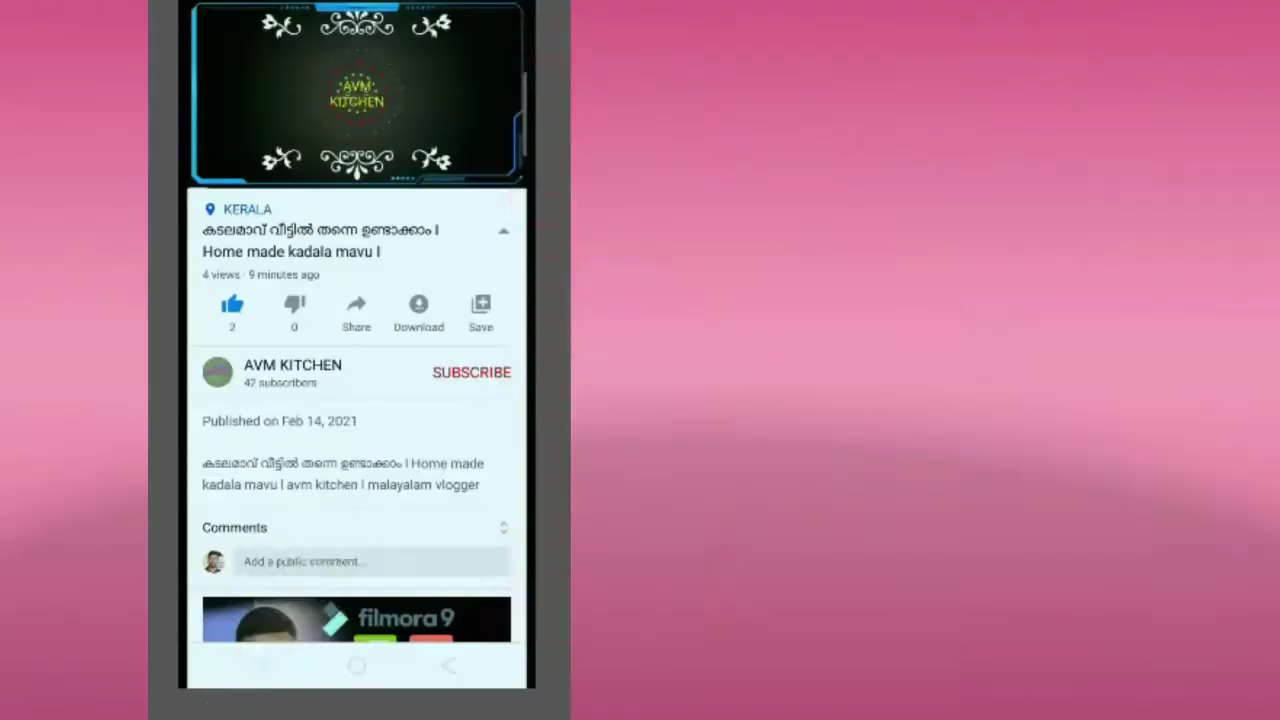 AVM
KITCHEN
KERALA
കടലമാവ് വീട്ടിൽ തന്നെ ഉണ്ടാക്കാം l
Home made kadala mavu l
4 views · 9 minutes ago
2
0
Share
Download
Save
AVM KITCHEN
SUBSCRIBE
42 subscribers
Published on Feb 14, 2021
കടലമാവ് വീട്ടിൽ തന്നെ ഉണ്ടാക്കാം l Home made
kadala mavu l avm kitchen l malayalam vlogger
Comments
Add a public comment...
filmora 9